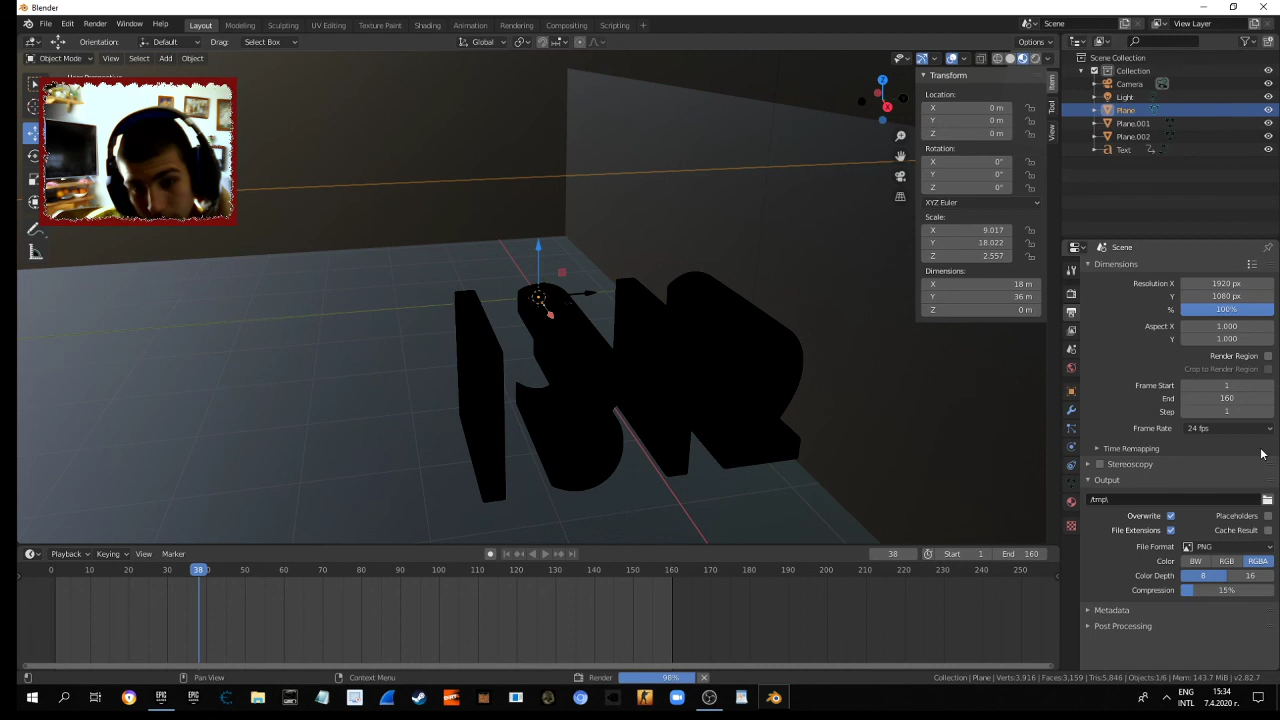 Blender
File Edit Render Window Help Layout Modeling Sculpting UV Editing Texture Paint Shading Animation Rendering Compositing Scripting + Scene View Layer
Orientation: Default Drag: Select Box Global Options
Object Mode View Select Add Object
Transform
Location:
X 0 m
Y 0 m
Z 0 m
Rotation:
X 0°
Y 0°
Z 0°
XYZ Euler
Scale:
X 9.017
Y 18.022
Z 2.557
Dimensions:
X 18 m
Y 36 m
Z 0 m
Item
Tool
View
Z
X
Scene Collection
Collection
Camera
Light
Plane
Plane.001
Plane.002
Text
Scene
Dimensions
Resolution X 1920 px
Y 1080 px
% 100%
Aspect X 1.000
Y 1.000
Render Region
Crop to Render Region
Frame Start 1
End 160
Step 1
Frame Rate 24 fps
Time Remapping
Stereoscopy
Output
/tmp\
Overwrite Placeholders
File Extensions Cache Result
File Format PNG
Color BW RGB RGBA
Color Depth 8 16
Compression 15%
Metadata
Post Processing
Playback Keying View Marker 38 Start 1 End 160
0 10 20 30 38 50 60 70 80 90 100 110 120 130 140 150 160 170 180 190 200 210 220 230 240 250
Pan View Context Menu Render 98% Collection | Plane | Verts:3,916 | Faces:3,159 | Tris:5,846 | Objects:1/6 | Mem: 143.7 MiB | v2.82.7
ENG 15:34
INTL 7.4.2020 г.